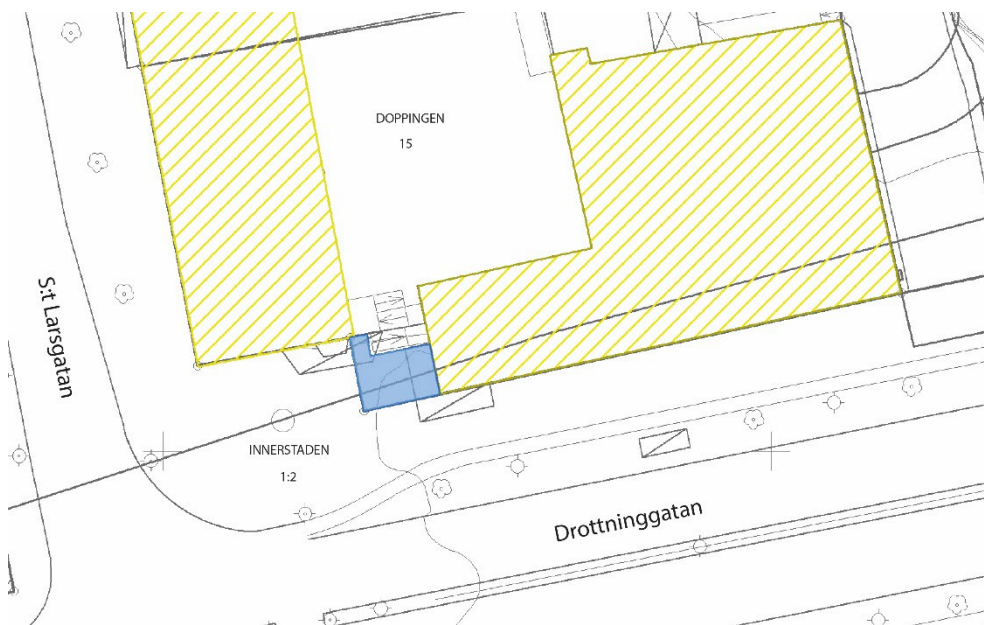 DOPPINGEN
15
S:t Larsgatan
INNERSTADEN
1:2
Drottninggatan